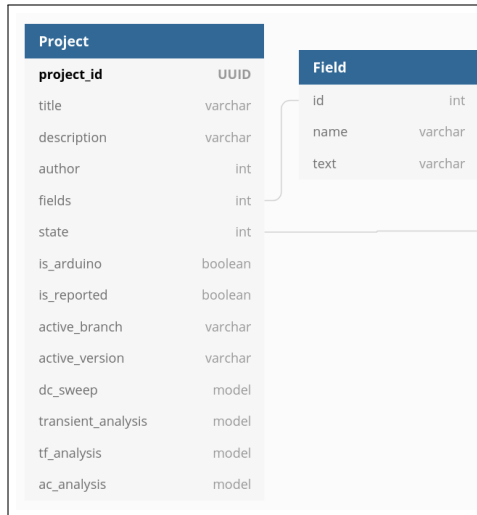 Project
project_id UUID
title varchar
description varchar
author int
fields int
state int
is_arduino boolean
is_reported boolean
active_branch varchar
active_version varchar
dc_sweep model
transient_analysis model
tf_analysis model
ac_analysis model
Field
id int
name varchar
text varchar